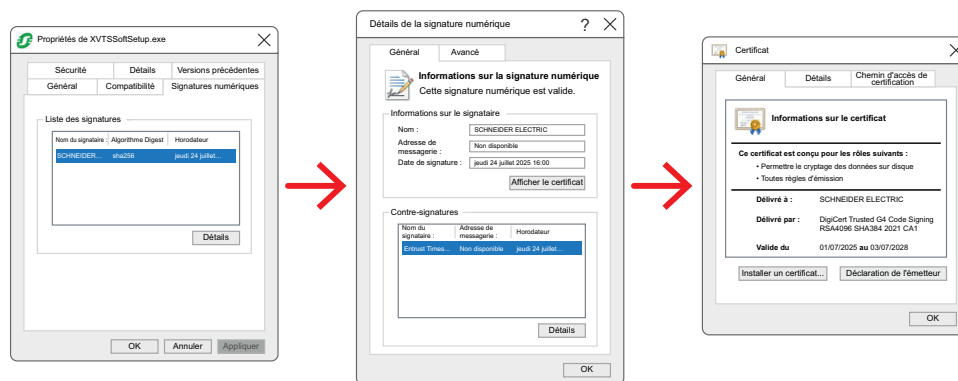 Propriétés de XVTSSoftSetup.exe
Sécurité Détails Versions précédentes
Général Compatibilité Signatures numériques
Liste des signatures
Nom du signataire : Algorithme Digest Horodateur
SCHNEIDER... sha256 jeudi 24 juillet...
Détails
OK Annuler Appliquer
Détails de la signature numérique ?
Général Avancé
Informations sur la signature numérique
Cette signature numérique est valide.
Informations sur le signataire
Nom : SCHNEIDER ELECTRIC
Adresse de
messagerie : Non disponible
Date de signature : jeudi 24 juillet 2025 16:00
Afficher le certificat
Contre-signatures
Nom du
signataire : Adresse de
messagerie : Horodateur
Entrust Times... Non disponible jeudi 24 juillet...
Détails
OK
Certificat
Général Détails Chemin d'accès de
certification
Informations sur le certificat
Ce certificat est conçu pour les rôles suivants :
• Permettre le cryptage des données sur disque
• Toutes règles d'émission
Délivré à : SCHNEIDER ELECTRIC
Délivré par : DigiCert Trusted G4 Code Signing
RSA4096 SHA384 2021 CA1
Valide du 01/07/2025 au 03/07/2028
Installer un certificat... Déclaration de l'émetteur
OK